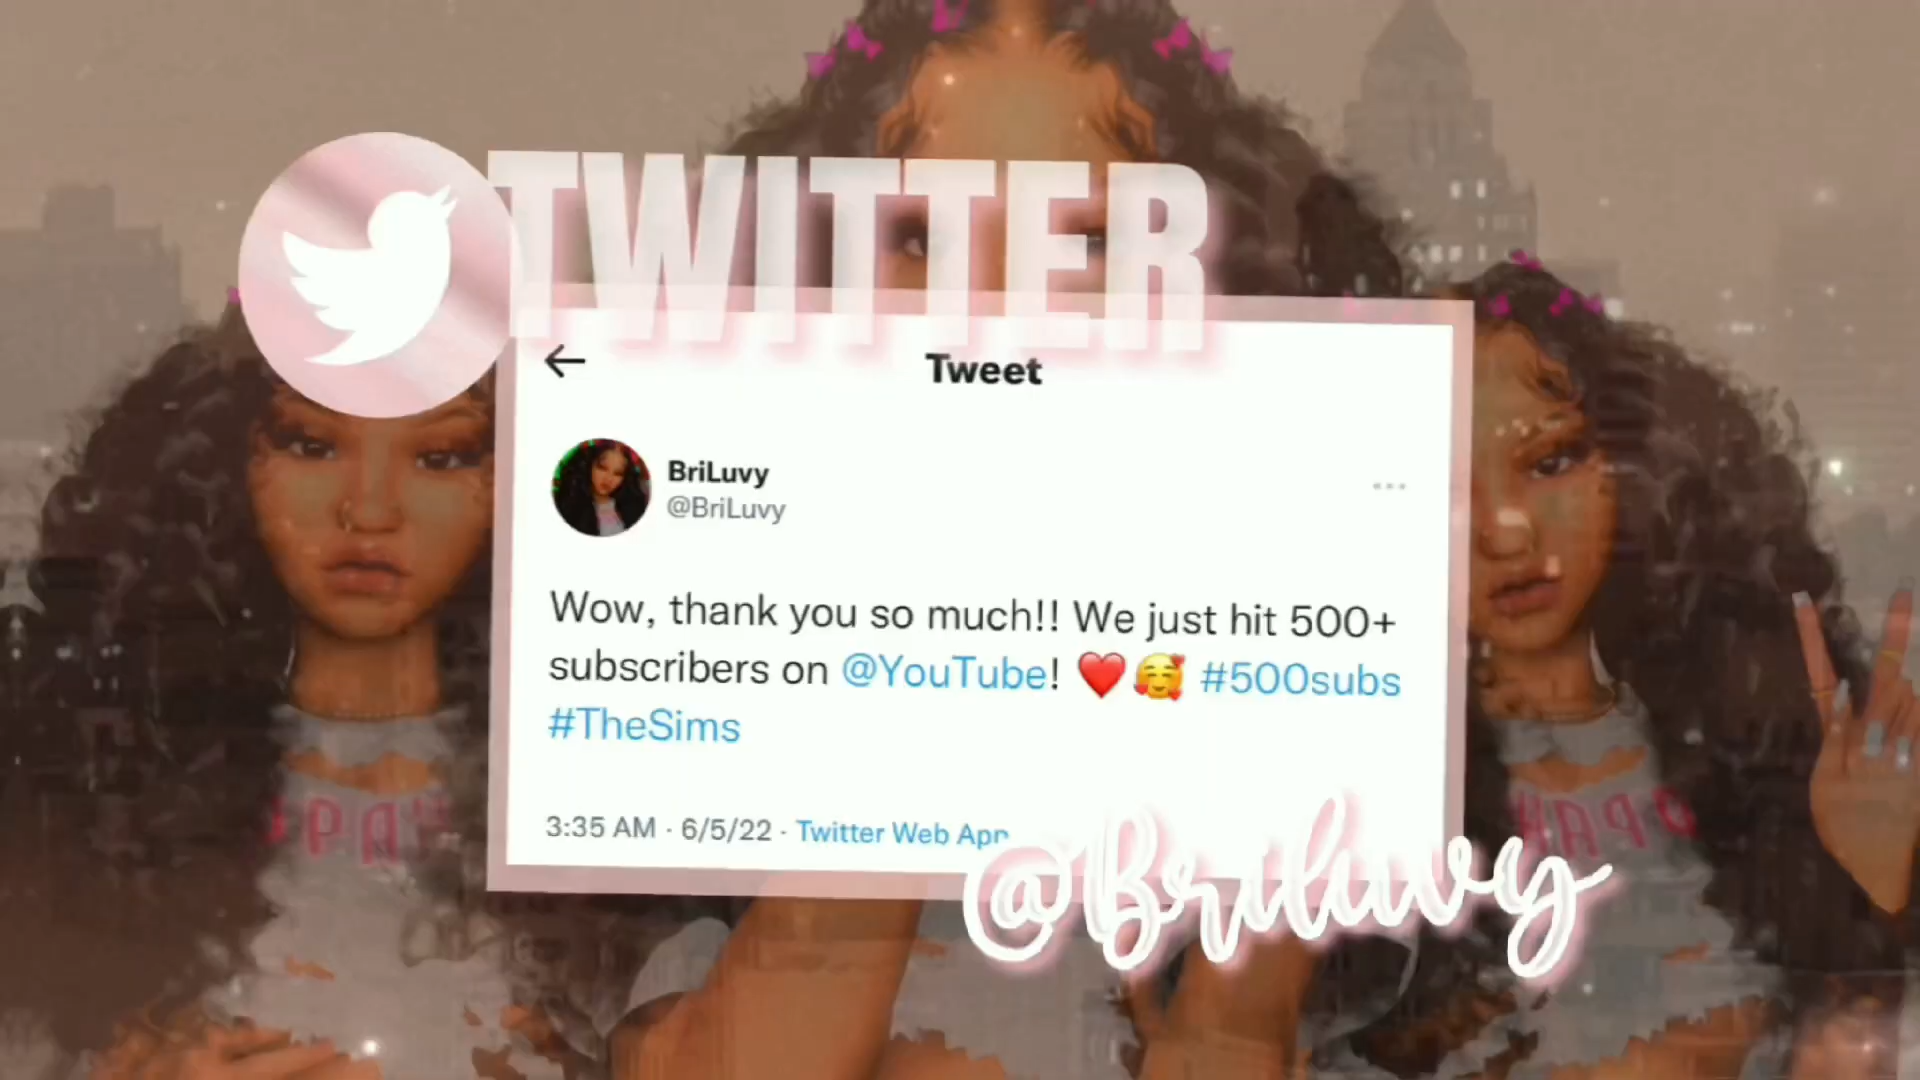 TWITTER
Tweet
BriLuvy
@BriLuvy
Wow, thank you so much!! We just hit 500+
subscribers on @YouTube! ❤️🥰 #500subs
#TheSims
3:35 AM · 6/5/22 · Twitter Web App
@Briluvy